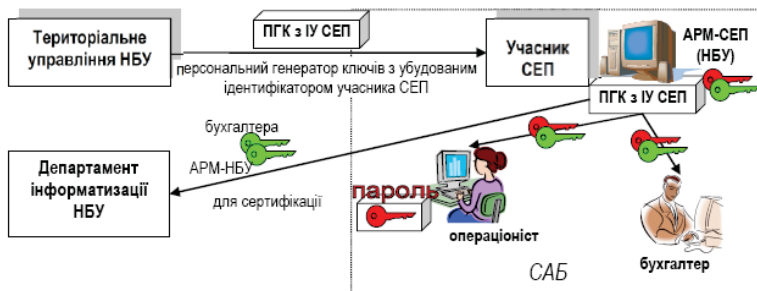 Територіальне
управління НБУ
ПГК з ІУ СЕП
персональний генератор ключів з убудованим
ідентифікатором учасника СЕП
Учасник
СЕП
АРМ-СЕП
(НБУ)
ПГК з ІУ СЕП
бухгалтера
АРМ-НБУ
для сертифікації
Департамент
інформатизації
НБУ
пароль
операціоніст
бухгалтер
САБ